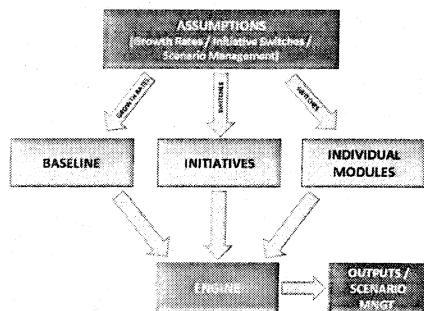 ASSUMPTIONS
(Growth Rates / Initiative Switches /
Scenario Management)
GROWTH RATES
SWITCHES
SWITCHES
BASELINE
INITIATIVES
INDIVIDUAL
MODULES
ENGINE
OUTPUTS /
SCENARIO
MNGT